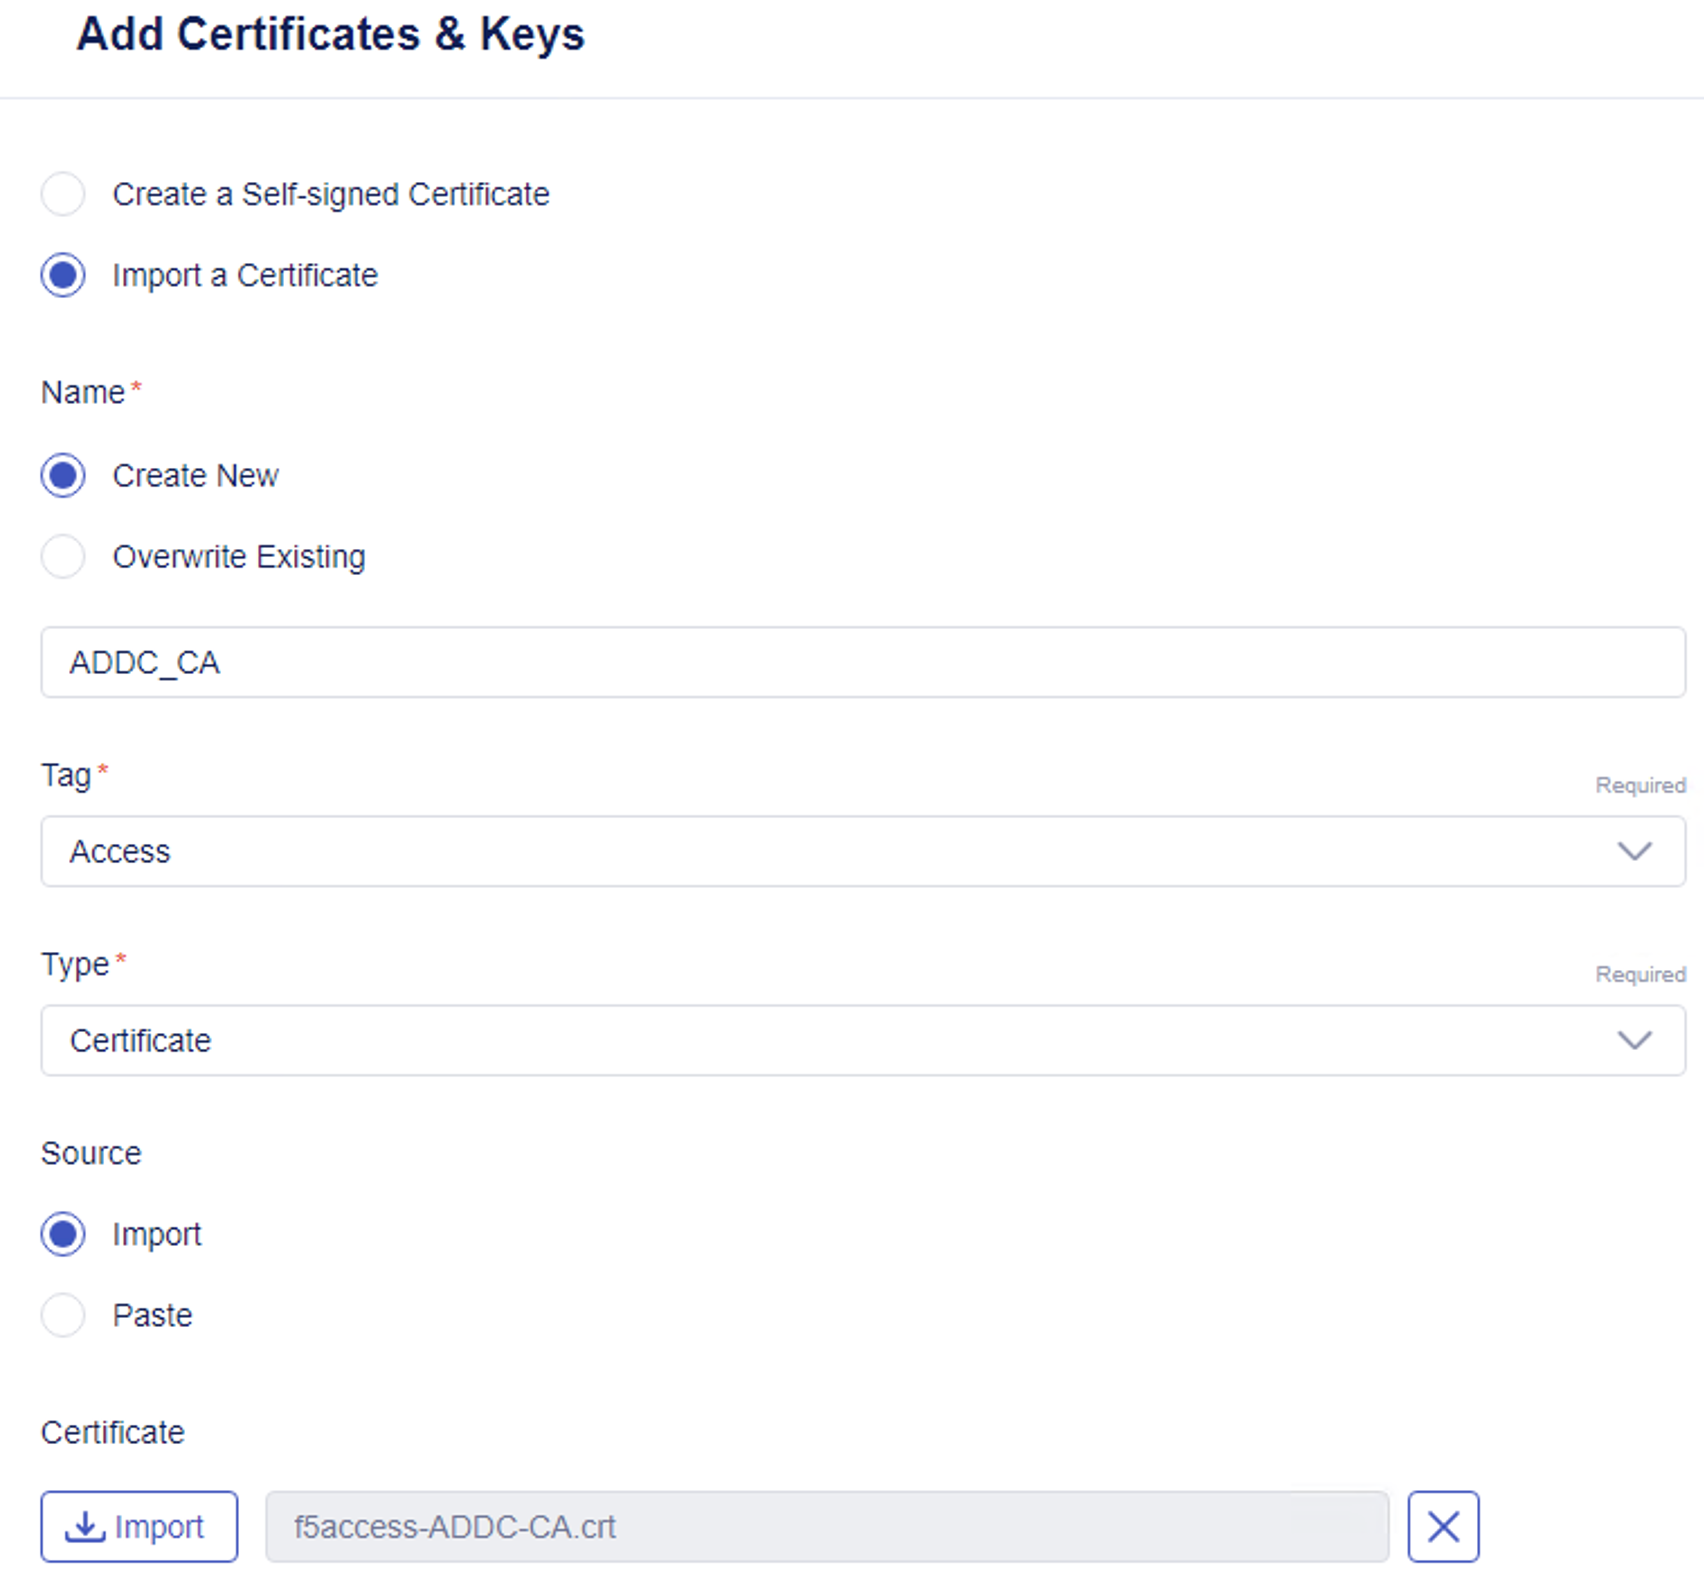 Add Certificates & Keys
Create a Self-signed Certificate
Import a Certificate
Name*
Create New
Overwrite Existing
ADDC_CA
Tag* Required
Access
Type* Required
Certificate
Source
Import
Paste
Certificate
Import f5access-ADDC-CA.crt